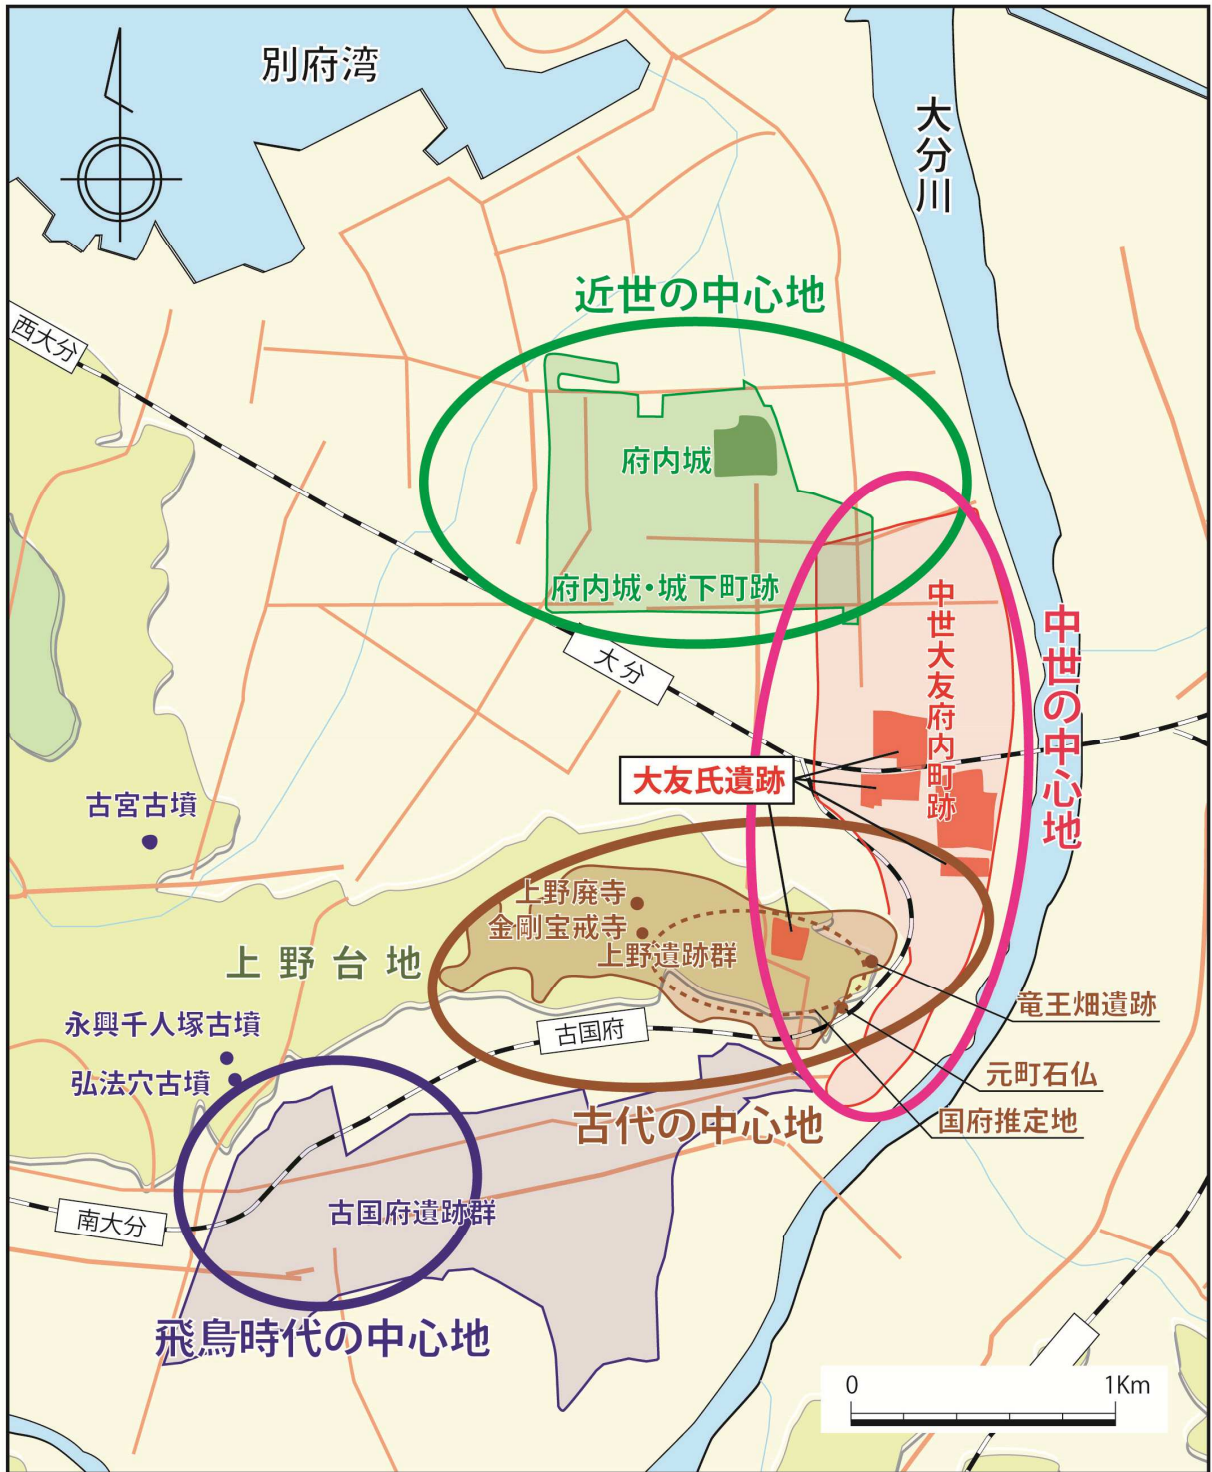 別府湾
大分川
近世の中心地
西大分
府内城
府内城・城下町跡
中世大友府内町跡
中世の中心地
大分
大友氏遺跡
古宮古墳
上野廃寺
金剛宝戒寺
上野遺跡群
上野台地
竜王畑遺跡
永興千人塚古墳
古国府
弘法穴古墳
元町石仏
国府推定地
古代の中心地
古国府遺跡群
南大分
飛鳥時代の中心地
0 1Km